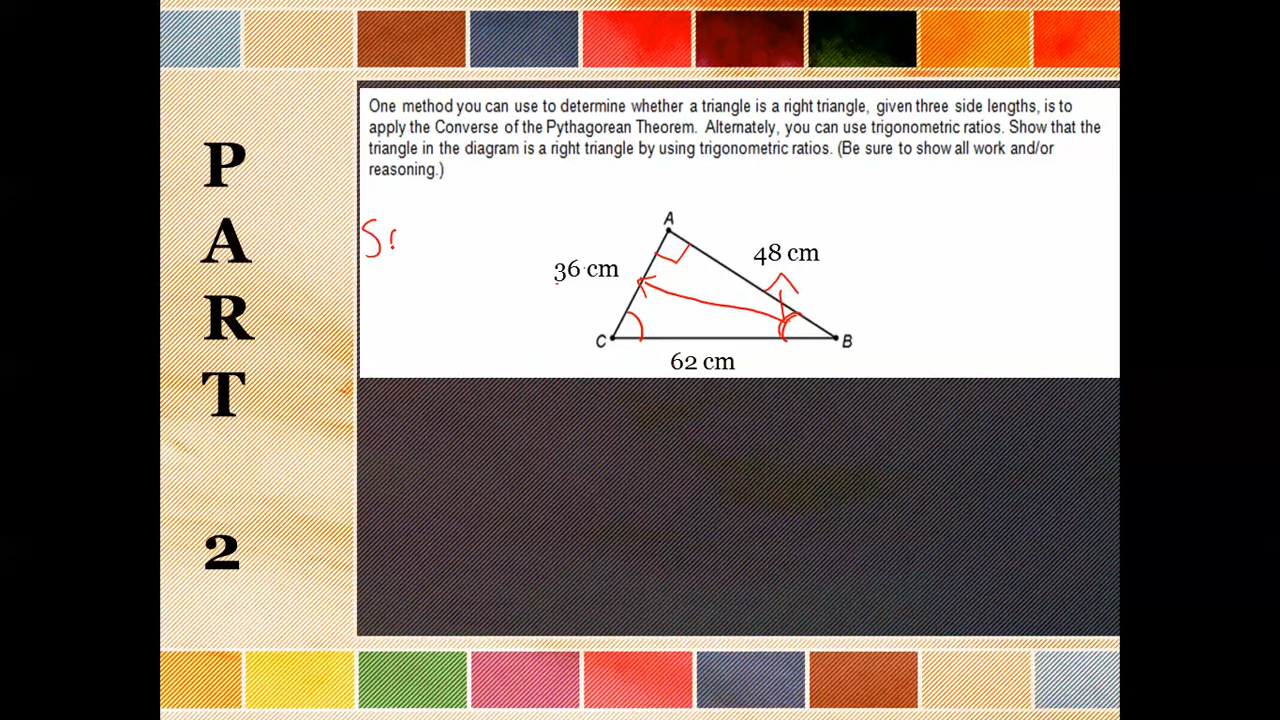 P
A
R
T
2
One method you can use to determine whether a triangle is a right triangle, given three side lengths, is to
apply the Converse of the Pythagorean Theorem. Alternately, you can use trigonometric ratios. Show that the
triangle in the diagram is a right triangle by using trigonometric ratios. (Be sure to show all work and/or
reasoning.)
A
48 cm
36 cm
C
B
62 cm